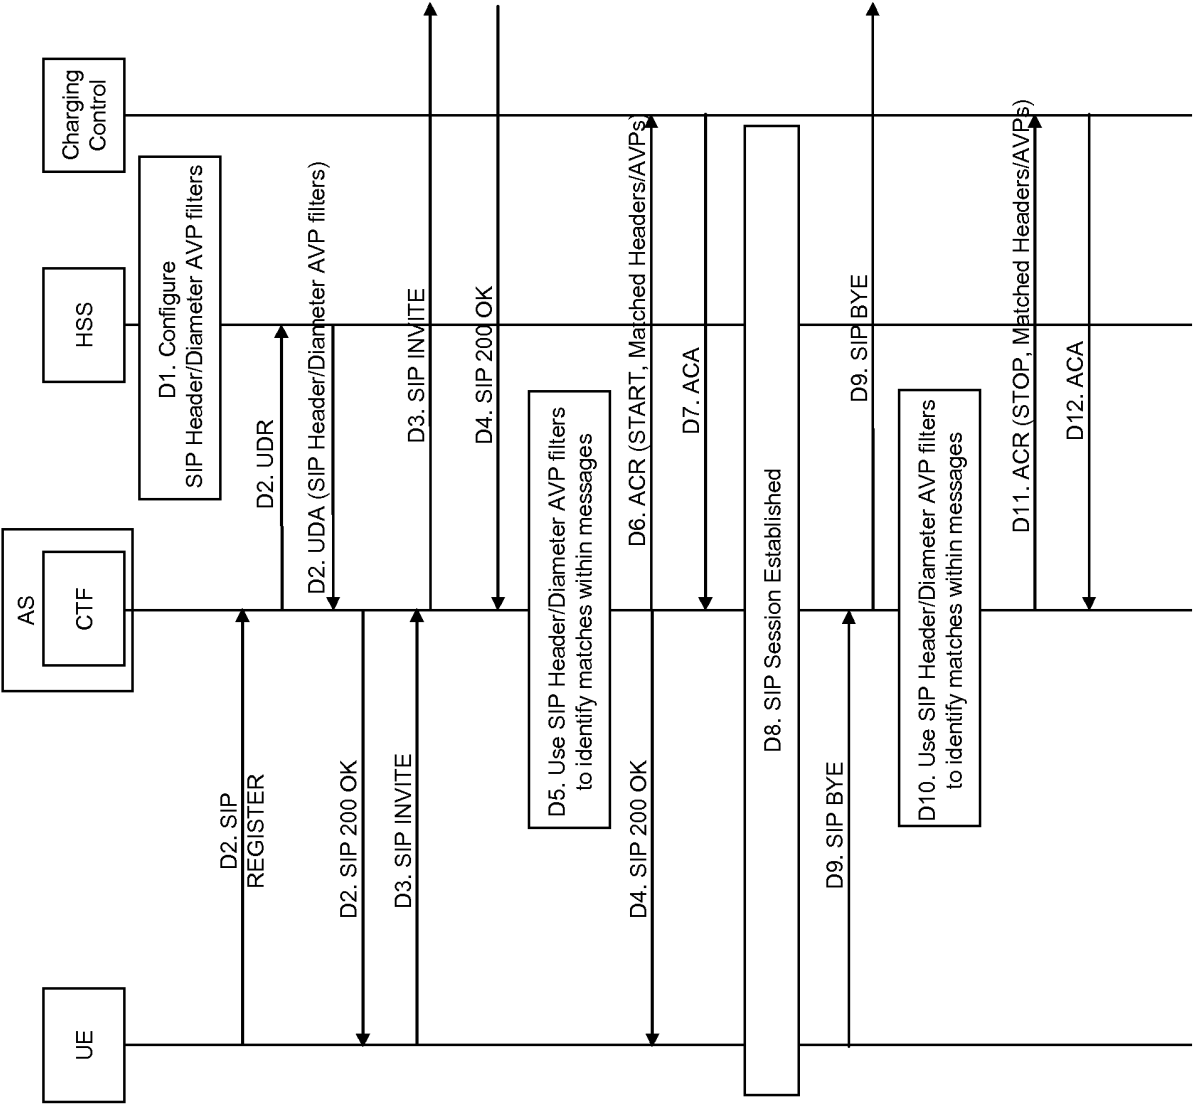 UE
AS
CTF
HSS
Charging
Control
D1. Configure
SIP Header/Diameter AVP filters
D2. SIP
REGISTER
D2. UDR
D2. UDA (SIP Header/Diameter AVP filters)
D2. SIP 200 OK
D3. SIP INVITE
D3. SIP INVITE
D4. SIP 200 OK
D5. Use SIP Header/Diameter AVP filters
to identify matches within messages
D4. SIP 200 OK
D6. ACR (START, Matched Headers/AVPs)
D7. ACA
D8. SIP Session Established
D9. SIP BYE
D9. SIP BYE
D10. Use SIP Header/Diameter AVP filters
to identify matches within messages
D11. ACR (STOP, Matched Headers/AVPs)
D12. ACA